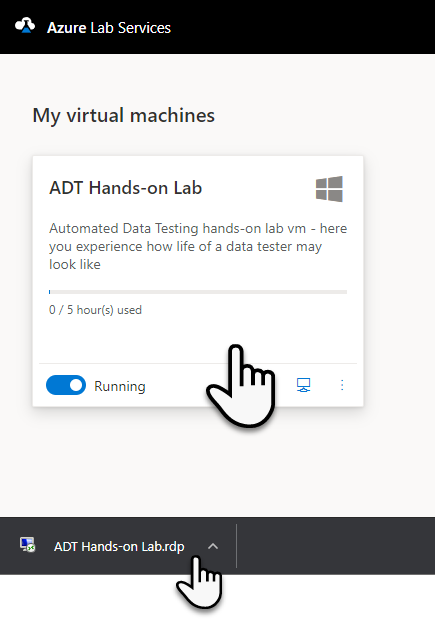 Azure Lab Services
My virtual machines
ADT Hands-on Lab
Automated Data Testing hands-on lab vm - here
you experience how life of a data tester may
look like
0 / 5 hour(s) used
Running
ADT Hands-on Lab.rdp